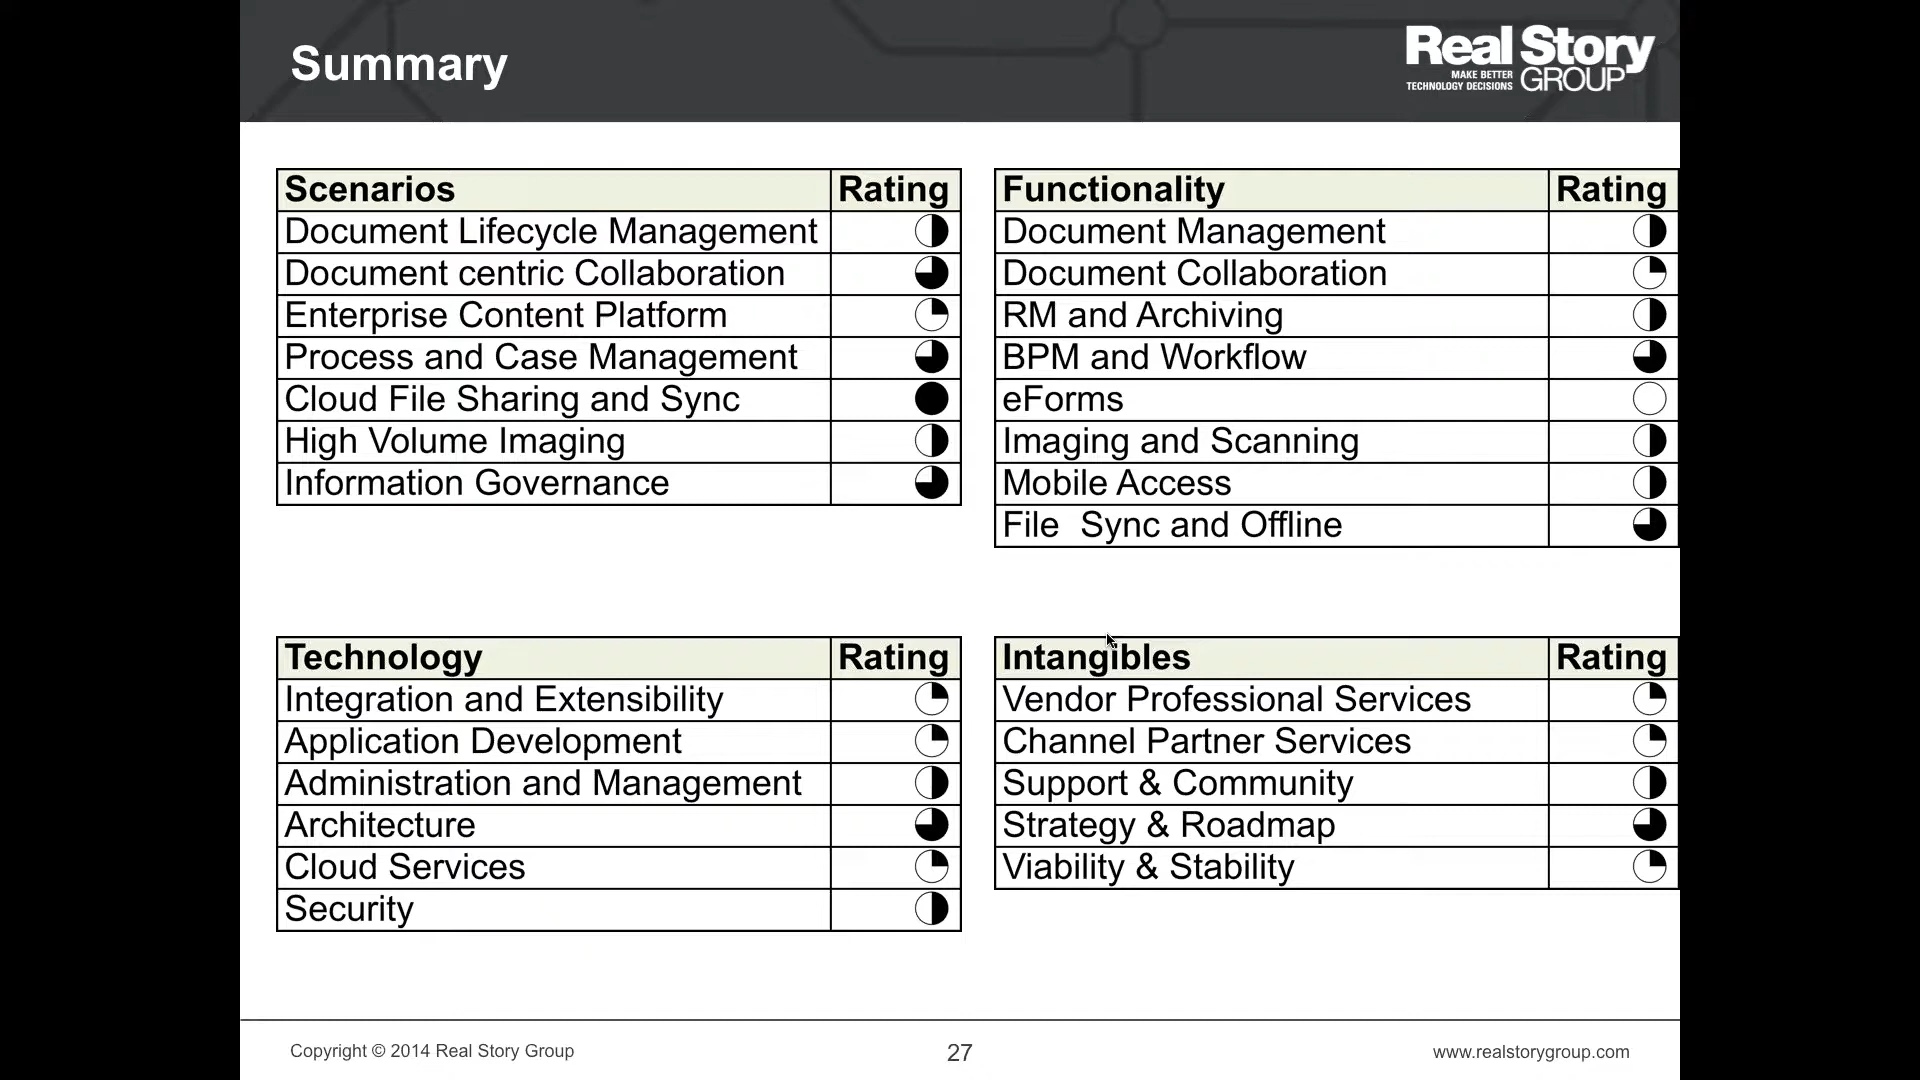 Summary
Real Story
MAKE BETTER
TECHNOLOGY DECISIONS
GROUP
Scenarios Rating
Document Lifecycle Management
Document centric Collaboration
Enterprise Content Platform
Process and Case Management
Cloud File Sharing and Sync
High Volume Imaging
Information Governance
Functionality Rating
Document Management
Document Collaboration
RM and Archiving
BPM and Workflow
eForms
Imaging and Scanning
Mobile Access
File  Sync and Offline
Technology Rating
Integration and Extensibility
Application Development
Administration and Management
Architecture
Cloud Services
Security
Intangibles Rating
Vendor Professional Services
Channel Partner Services
Support & Community
Strategy & Roadmap
Viability & Stability
Copyright © 2014 Real Story Group
27
www.realstorygroup.com